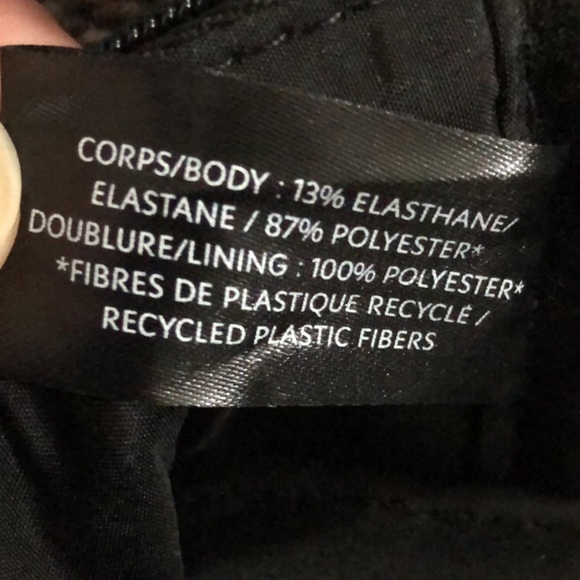 CORPS/BODY : 13% ELASTHANE/
ELASTANE / 87% POLYESTER*
DOUBLURE/LINING : 100% POLYESTER*
*FIBRES DE PLASTIQUE RECYCLÉ /
RECYCLED PLASTIC FIBERS